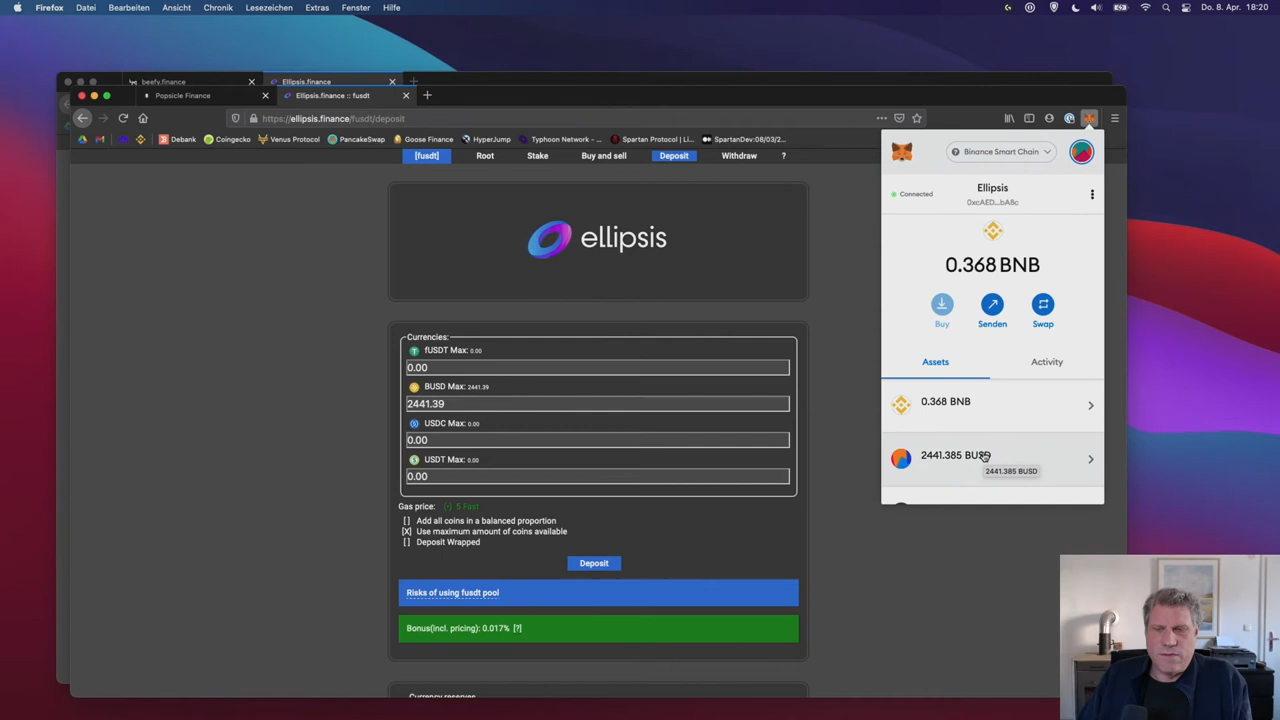 Firefox Datei Bearbeiten Ansicht Chronik Lesezeichen Extras Fenster Hilfe Do. 8. Apr. 18:20
beefy.finance Ellipsis.finance
Popsicle Finance Ellipsis.finance :: fusdt
https://ellipsis.finance/fusdt/deposit
Debank Coingecko Venus Protocol PancakeSwap Goose Finance HyperJump Typhoon Network -... Spartan Protocol | Li... SpartanDev:08/03/2...
[fusdt] Root Stake Buy and sell Deposit Withdraw ?
ellipsis
Currencies:
fUSDT Max: 0.00
0.00
BUSD Max: 2441.39
2441.39
USDC Max: 0.00
0.00
USDT Max: 0.00
0.00
Gas price: 5 Fast
[ ] Add all coins in a balanced proportion
[X] Use maximum amount of coins available
[ ] Deposit Wrapped
Deposit
Risks of using fusdt pool
Bonus(incl. pricing): 0.017% [?]
Currency reserves
Binance Smart Chain
Connected
Ellipsis
0xcAED...bA8c
0.368 BNB
Buy Senden Swap
Assets Activity
0.368 BNB
2441.385 BUSD
2441.385 BUSD